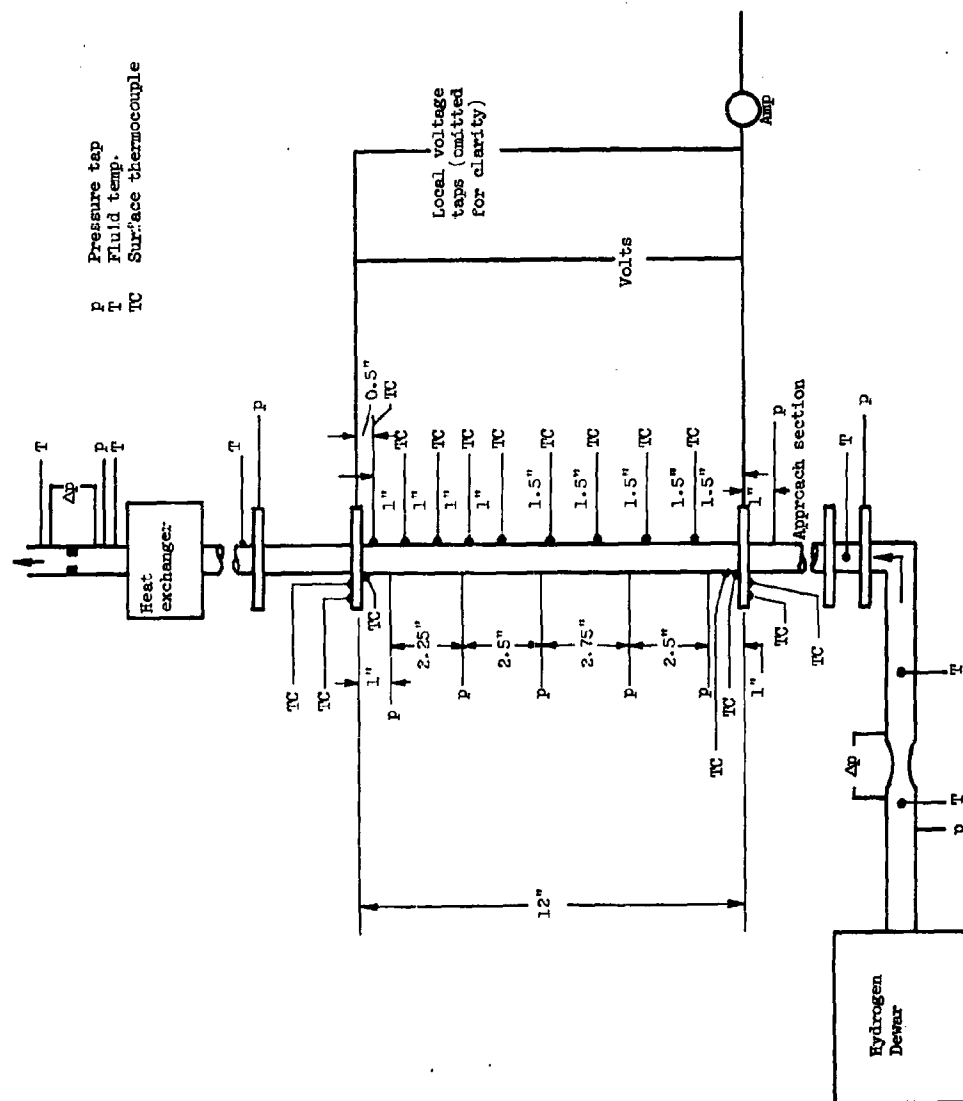 p Pressure tap
T Fluid temp.
TC Surface thermocouple
T
Δp
p
T
Heat
exchanger
T
p
TC
TC
TC
0.5"
TC
1"
TC
1"
TC
1"
TC
1"
TC
1.5"
TC
1.5"
TC
1.5"
TC
1.5"
TC
1.5"
1"
p
2.25"
p
2.5"
p
2.75"
p
2.5"
p
1"
TC
TC
TC
TC
12"
Local voltage
taps (omitted
for clarity)
Volts
Amp
1"
p
Approach section
T
p
T
Δp
T
p
Hydrogen
Dewar